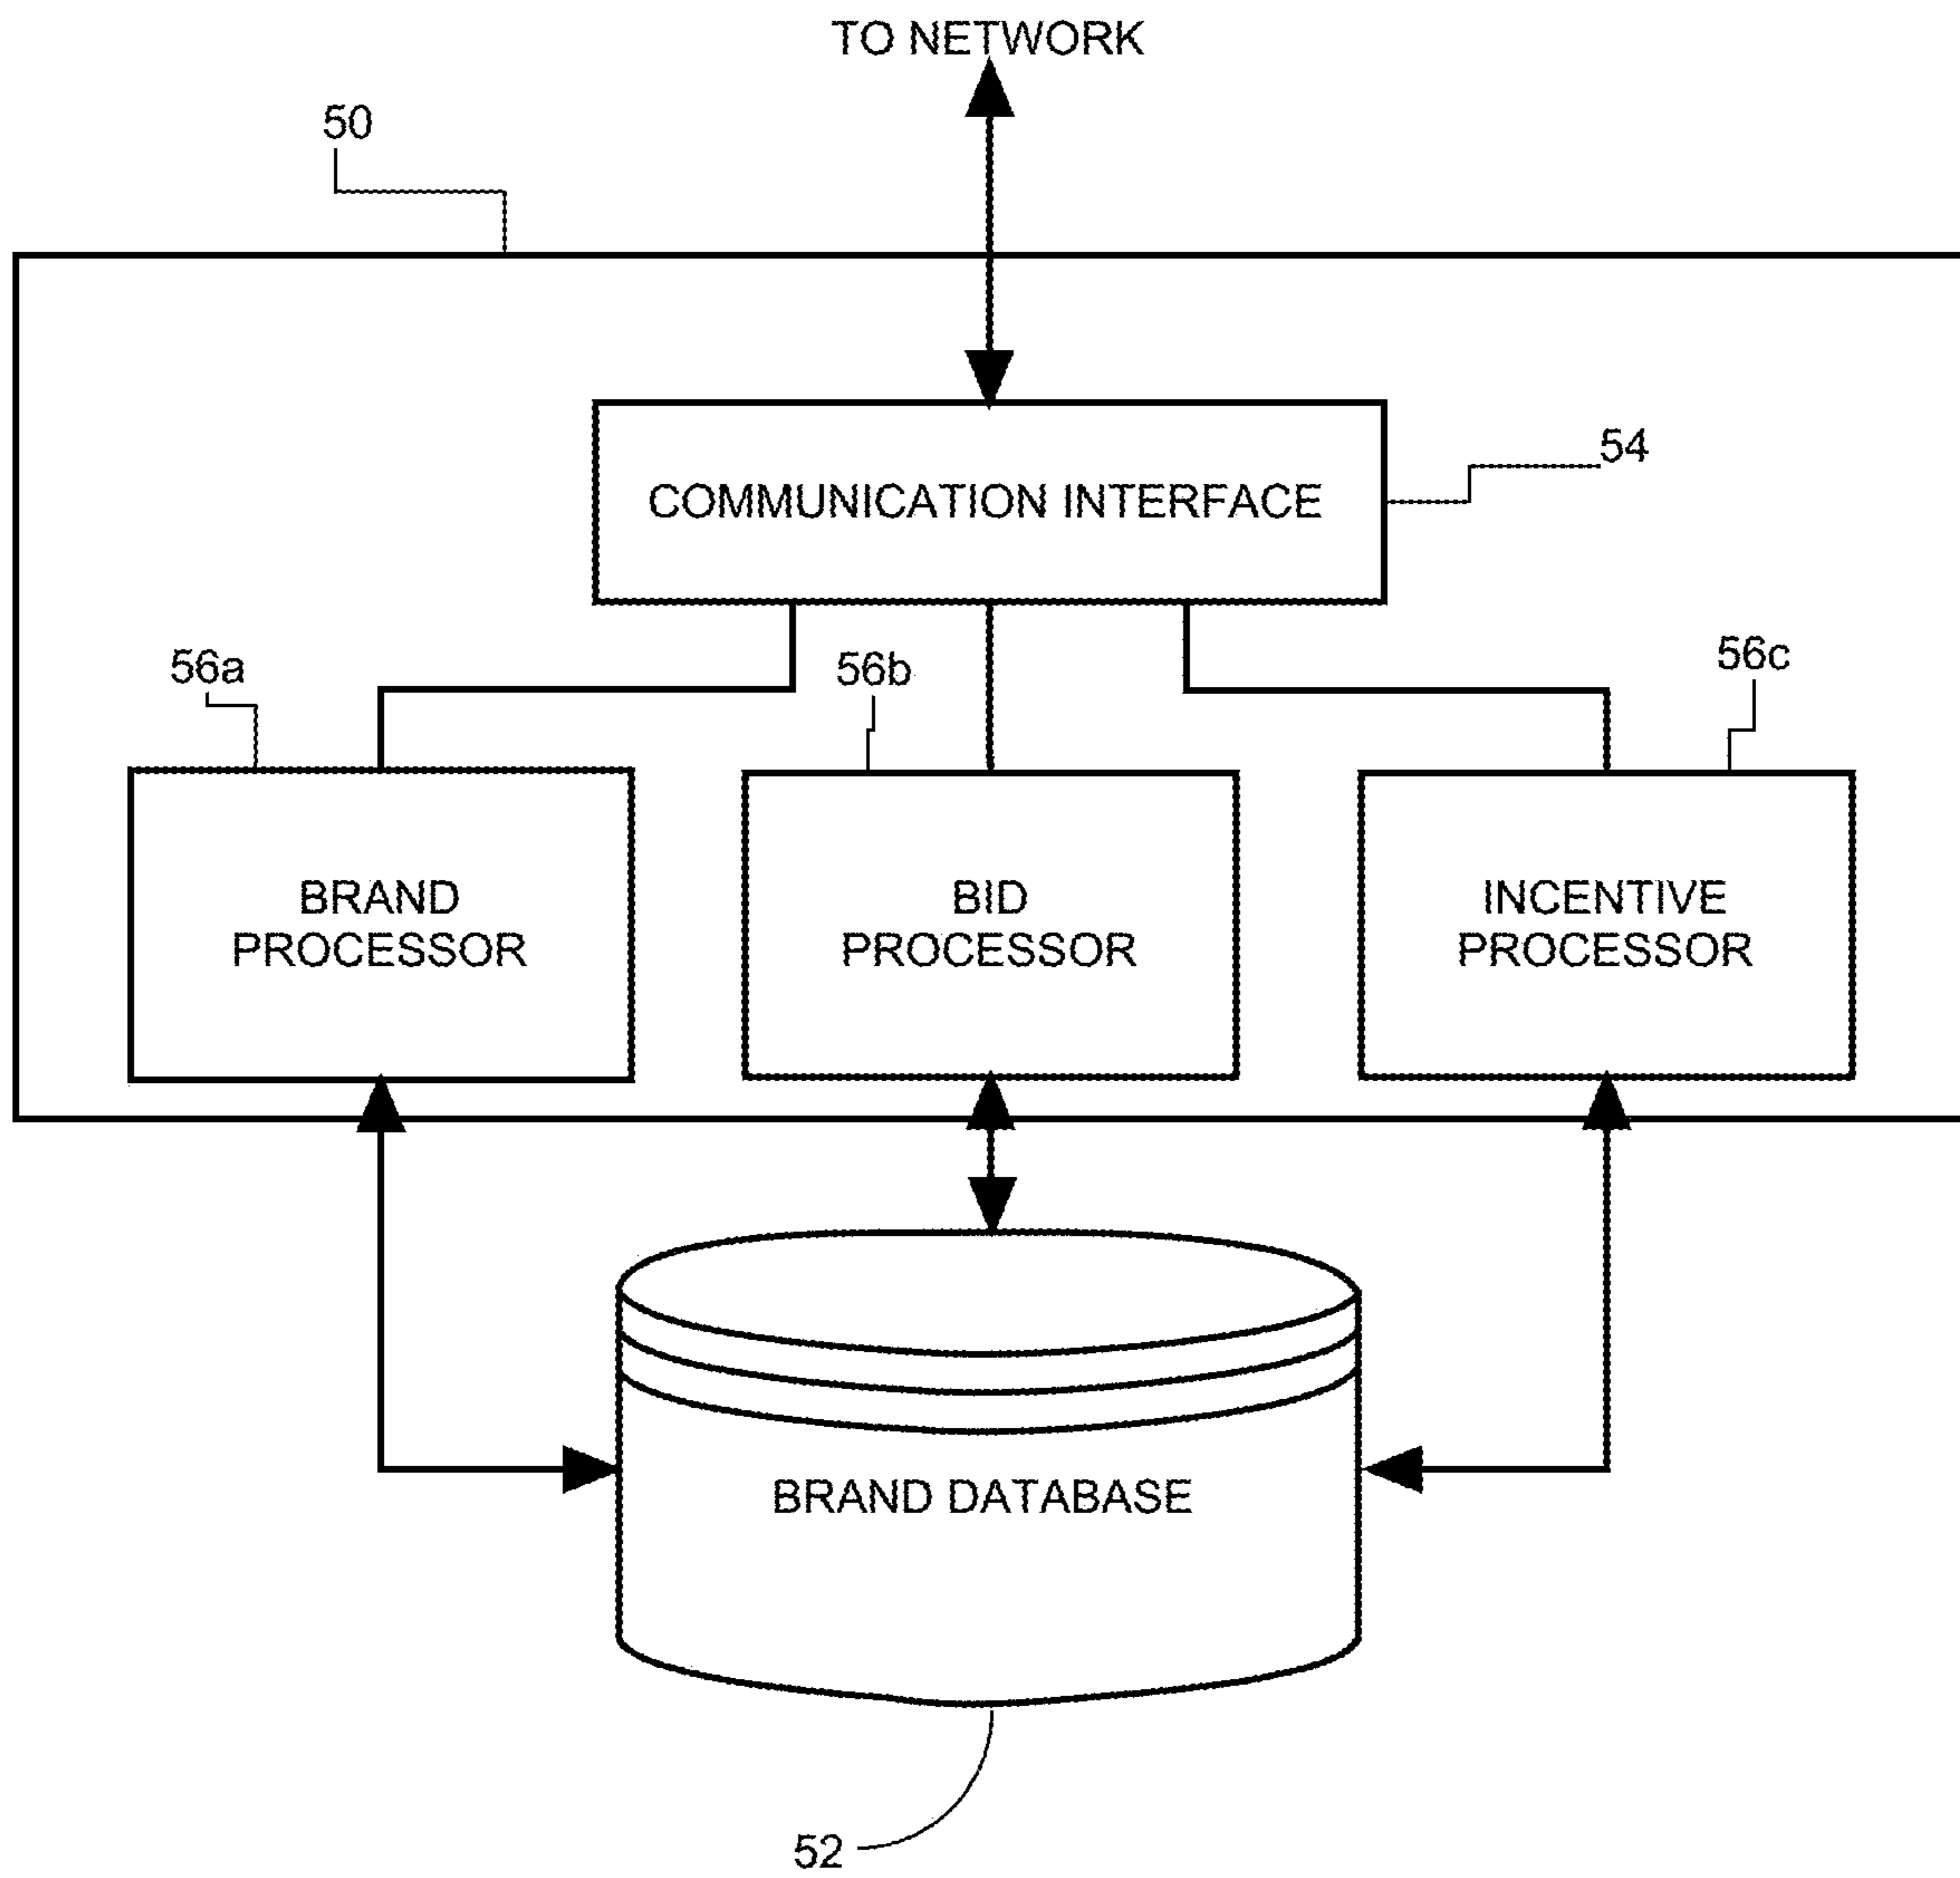 TO NETWORK
50
54
COMMUNICATION INTERFACE
56a
56b
56c
BRAND
PROCESSOR
BID
PROCESSOR
INCENTIVE
PROCESSOR
BRAND DATABASE
52